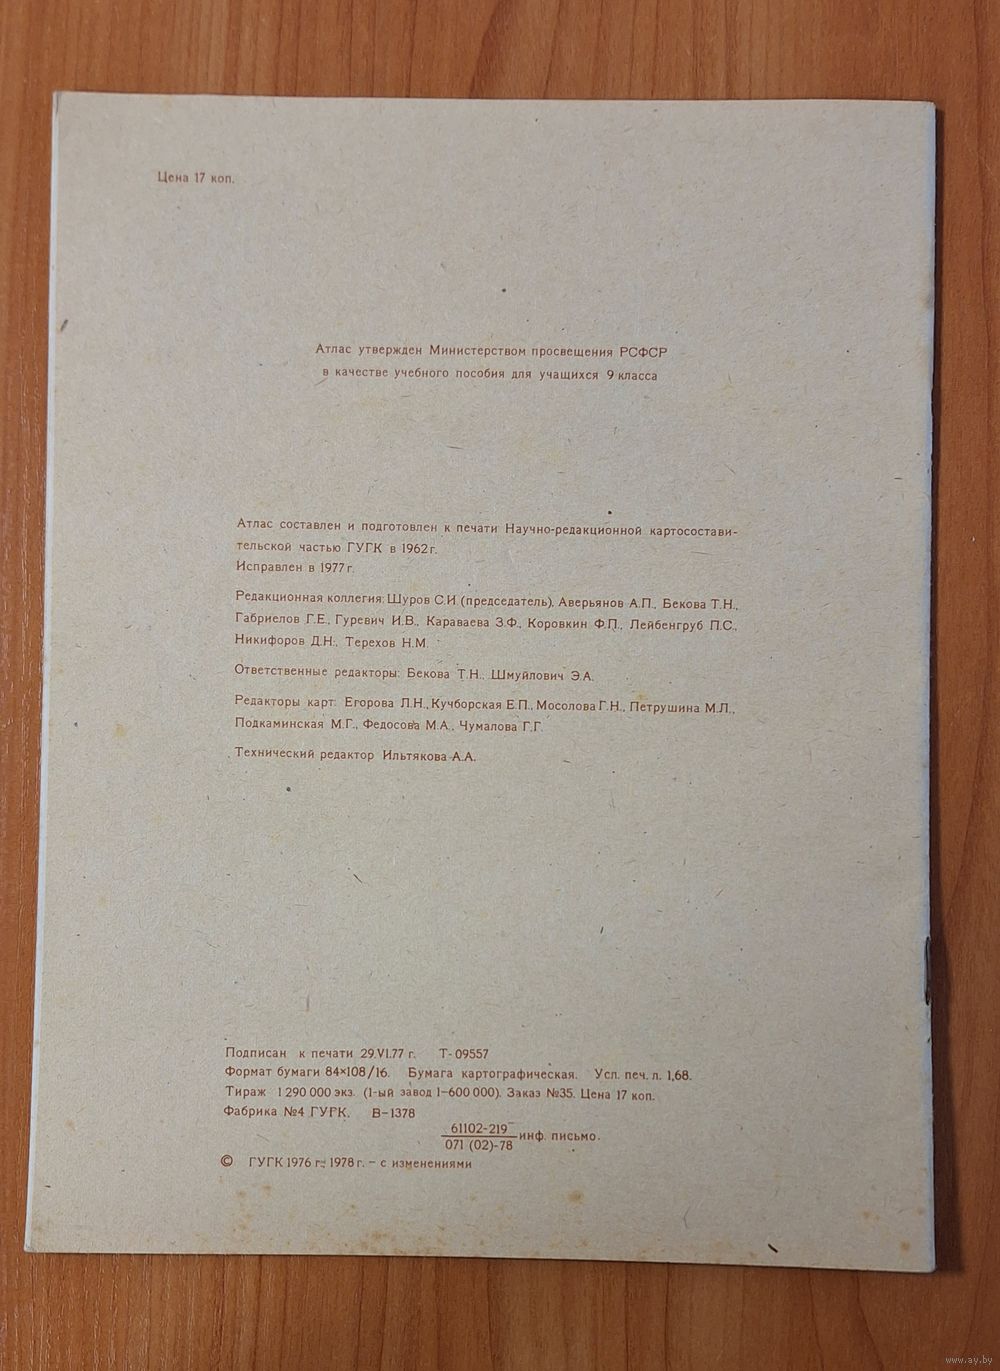 Цена 17 коп.
Атлас утвержден Министерством просвещения РСФСР
в качестве учебного пособия для учащихся 9 класса
Атлас составлен и подготовлен к печати Научно-редакционной картосостави-
тельской частью ГУГК в 1962 г.
Исправлен в 1977 г.
Редакционная коллегия: Шуров С.И (председатель), Аверьянов А.П., Бекова Т.Н.,
Габриелов Г.Е., Гуревич И.В., Караваева З.Ф., Коровкин Ф.П., Лейбенгруб П.С.,
Никифоров Д.Н., Терехов Н.М.
Ответственные редакторы: Бекова Т.Н., Шмуйлович Э.А.
Редакторы карт: Егорова Л.Н., Кучборская Е.П., Мосолова Г.Н., Петрушина М.Л.,
Подкаминская М.Г., Федосова М.А., Чумалова Г.Г.
Технический редактор Ильтякова А.А.
Подписан к печати 29.VI.77 г. Т-09557
Формат бумаги 84×108/16. Бумага картографическая. Усл. печ. л. 1,68.
Тираж 1 290 000 экз. (1-ый завод 1-600 000). Заказ №35. Цена 17 коп.
Фабрика №4 ГУГК. В-1378
61102-219
071 (02)-78 инф. письмо.
© ГУГК 1976 г.; 1978 г. - с изменениями
www.ay.by